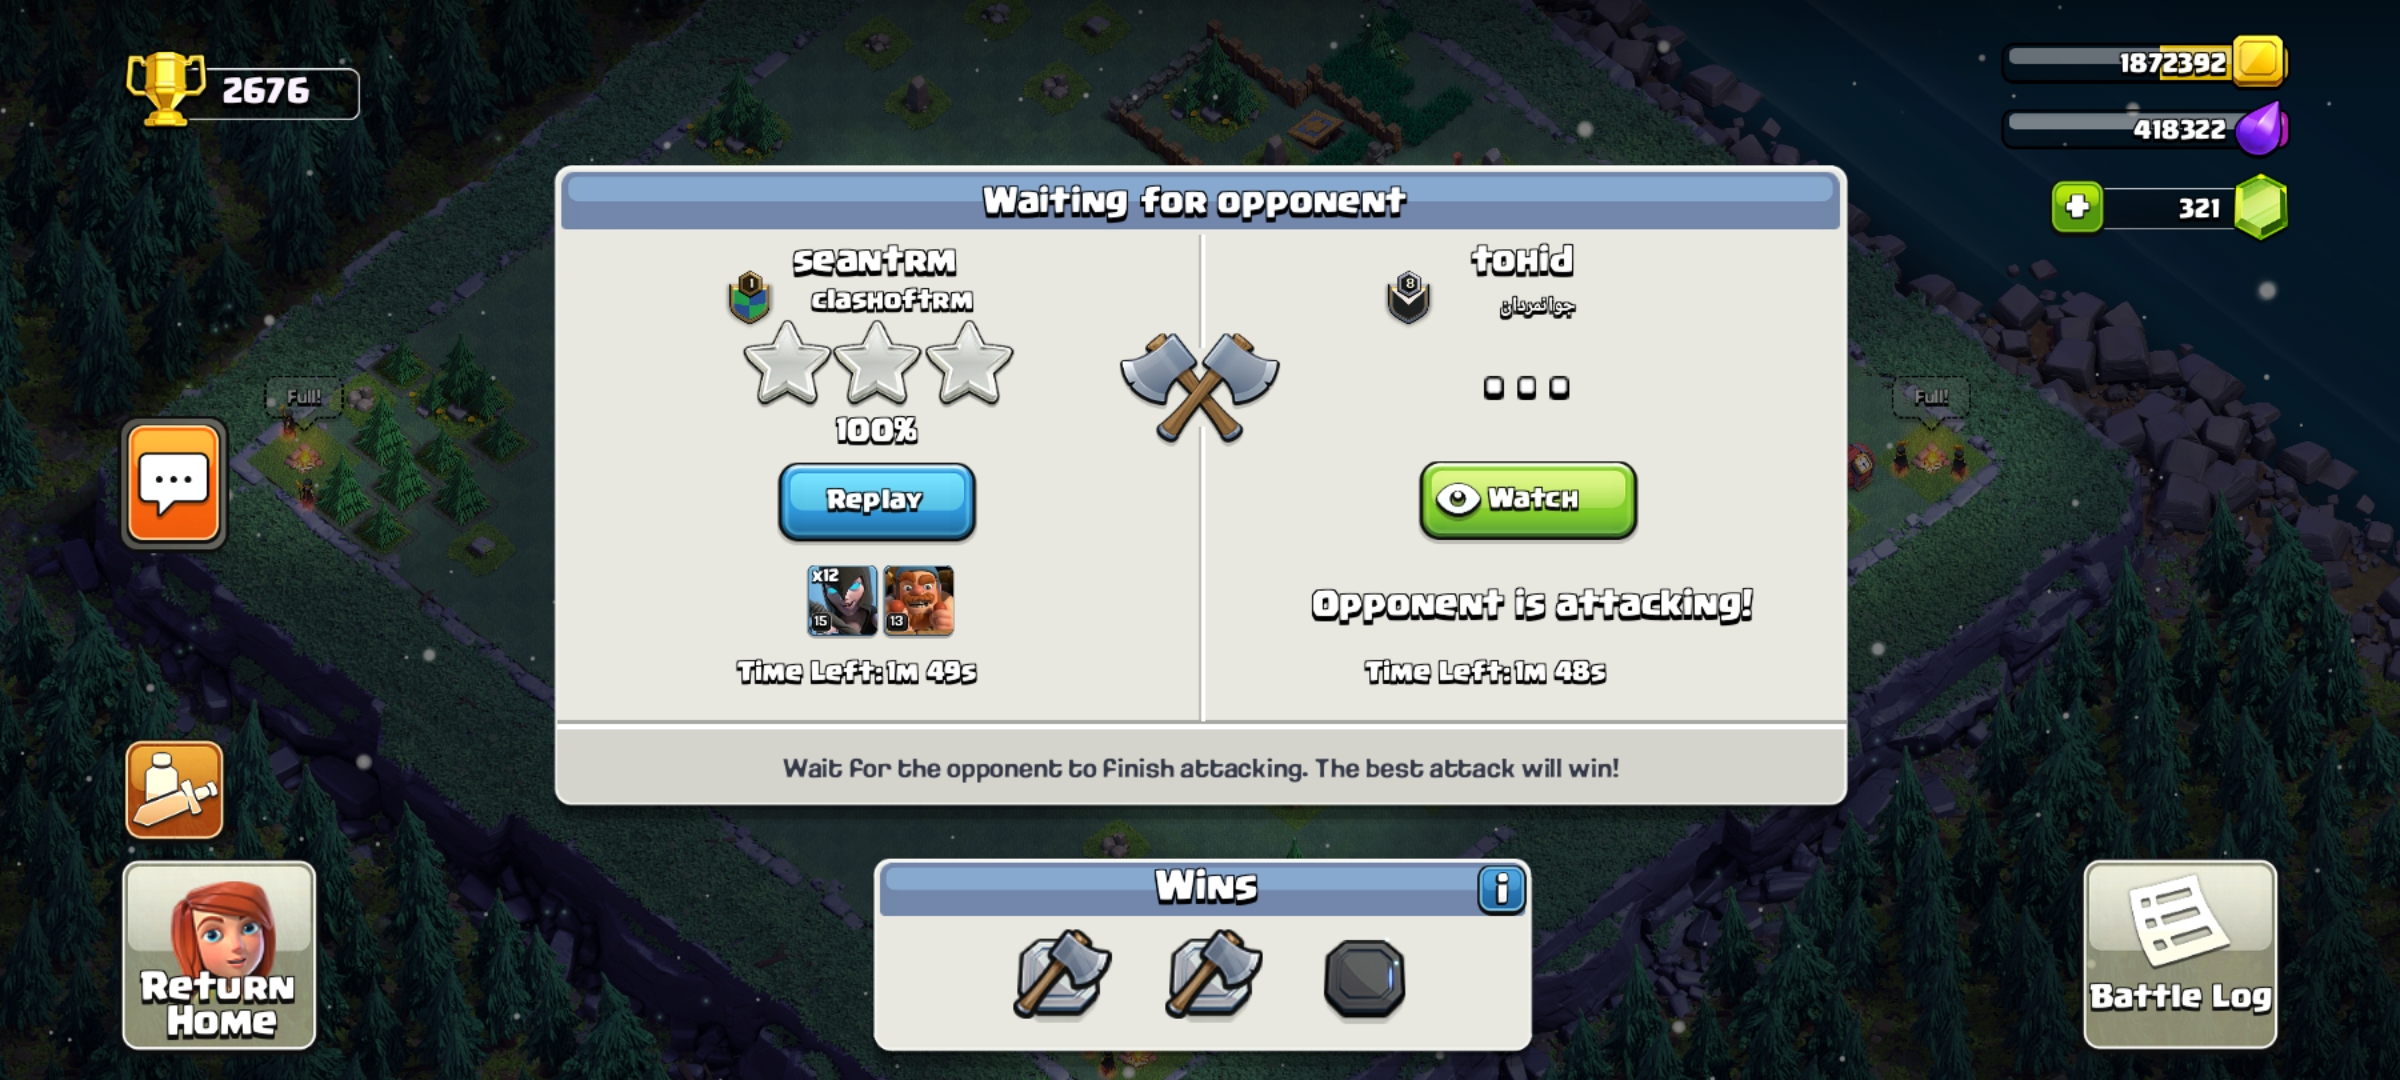 2676
1872392
418322
321
Waiting for opponent
seantrm
1
clashoftrm
100%
Replay
x12
15
13
Time Left:1m 49s
tohid
8
جوانمردان
Watch
Opponent is attacking!
Time Left:1m 48s
Wait for the opponent to finish attacking. The best attack will win!
Full!
Full!
Wins
i
Return
Home
Battle Log